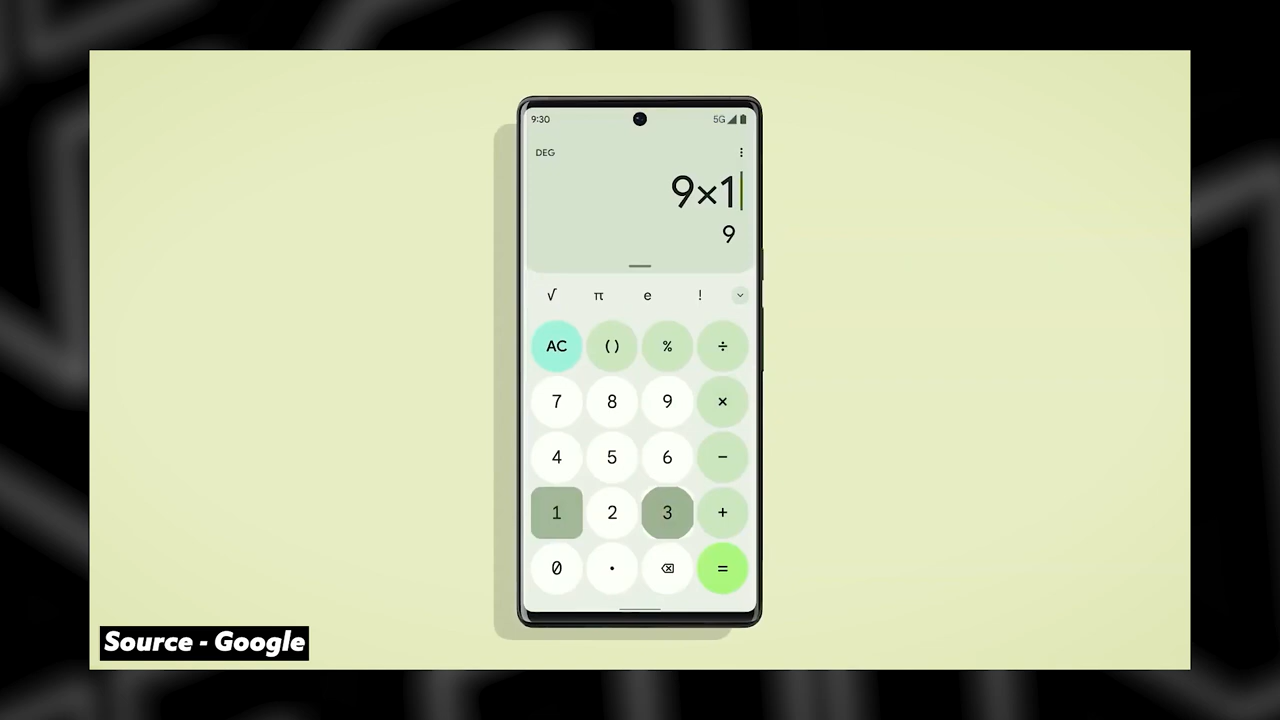 9:30 5G
DEG
9×1
9
√ π e !
AC ( ) % ÷
7 8 9 ×
4 5 6 −
1 2 3 +
0 . =
Source - Google